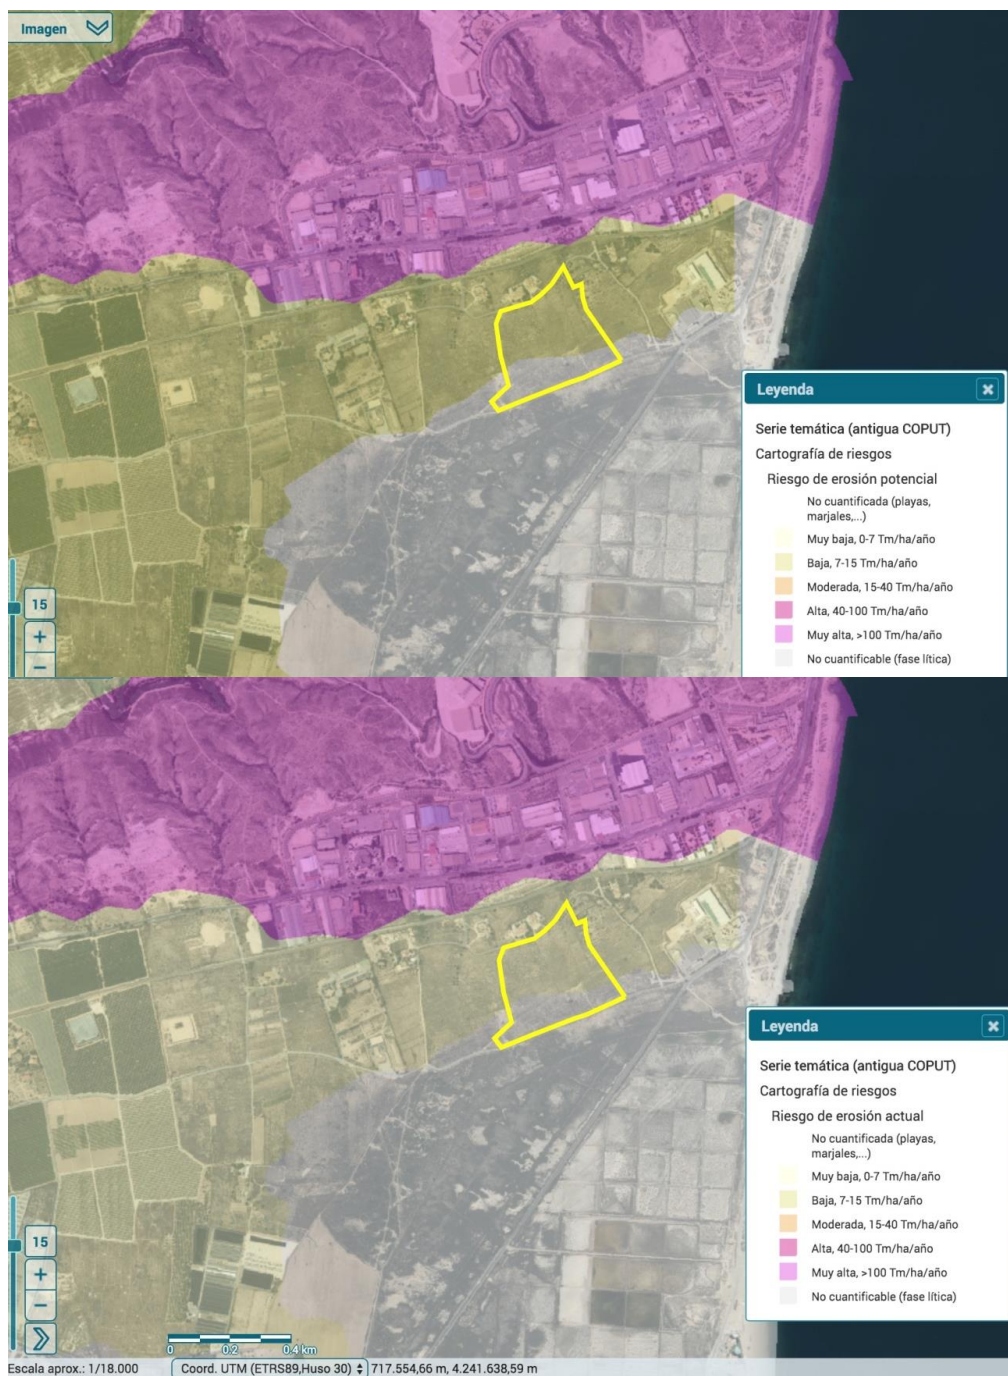 Imagen
Leyenda
Serie temática (antigua COPUT)
Cartografía de riesgos
Riesgo de erosión potencial
No cuantificada (playas,
marjales,...)
Muy baja, 0-7 Tm/ha/año
Baja, 7-15 Tm/ha/año
Moderada, 15-40 Tm/ha/año
Alta, 40-100 Tm/ha/año
Muy alta, >100 Tm/ha/año
No cuantificable (fase lítica)
15
+
−
Leyenda
Serie temática (antigua COPUT)
Cartografía de riesgos
Riesgo de erosión actual
No cuantificada (playas,
marjales,...)
Muy baja, 0-7 Tm/ha/año
Baja, 7-15 Tm/ha/año
Moderada, 15-40 Tm/ha/año
Alta, 40-100 Tm/ha/año
Muy alta, >100 Tm/ha/año
No cuantificable (fase lítica)
15
+
−
0 0.2 0.4 km
Escala aprox.: 1/18.000 Coord. UTM (ETRS89,Huso 30) 717.554,66 m, 4.241.638,59 m